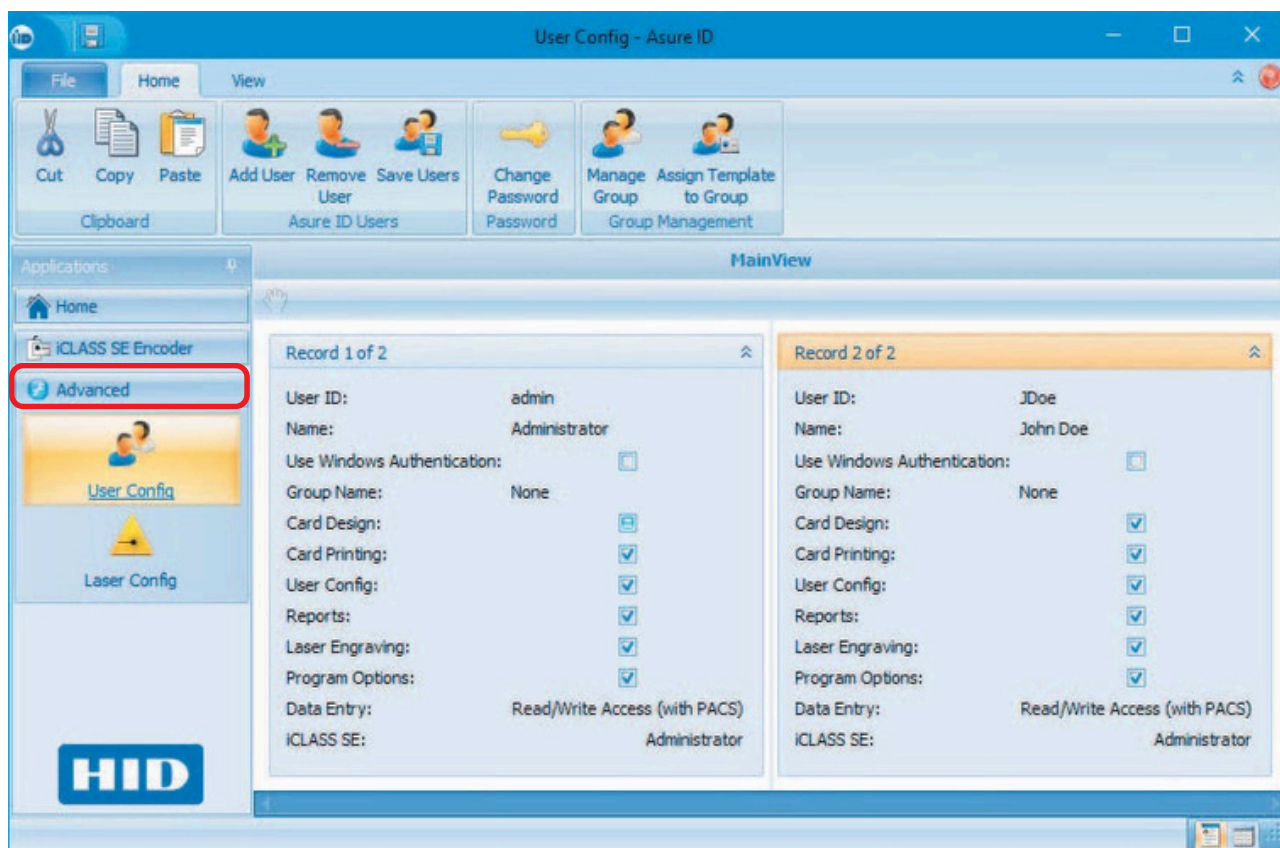 User Config - Asure ID
File Home View
Cut Copy Paste Add User Remove User Save Users Change Password Manage Group Assign Template to Group
Clipboard Asure ID Users Password Group Management
Applications
MainView
Home
iCLASS SE Encoder
Advanced
User Config
Laser Config
HID
Record 1 of 2
User ID: admin
Name: Administrator
Use Windows Authentication:
Group Name: None
Card Design:
Card Printing:
User Config:
Reports:
Laser Engraving:
Program Options:
Data Entry: Read/Write Access (with PACS)
iCLASS SE: Administrator
Record 2 of 2
User ID: JDoe
Name: John Doe
Use Windows Authentication:
Group Name: None
Card Design:
Card Printing:
User Config:
Reports:
Laser Engraving:
Program Options:
Data Entry: Read/Write Access (with PACS)
iCLASS SE: Administrator